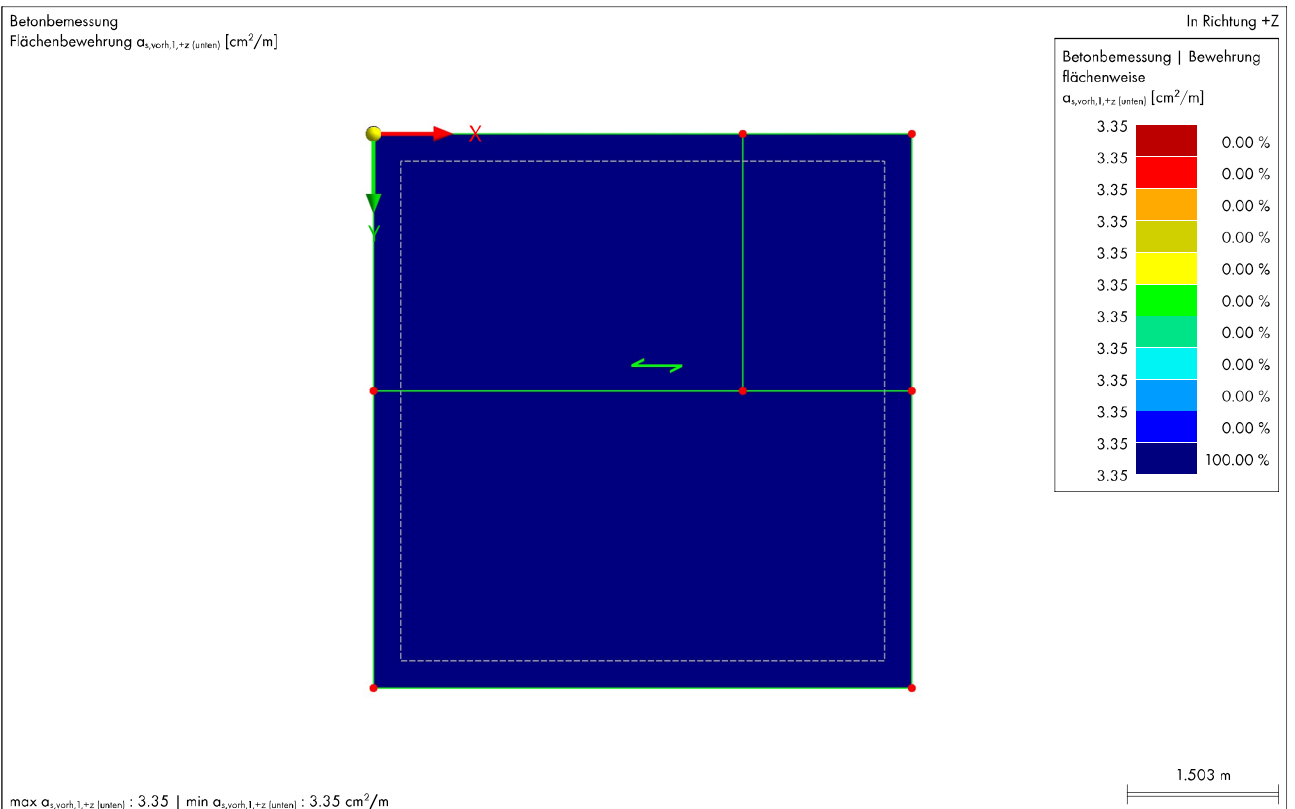 Betonbemessung
Flächenbewehrung as,vorh,1,+z (unten) [cm²/m]
In Richtung +Z
Betonbemessung | Bewehrung
flächenweise
as,vorh,1,+z (unten) [cm²/m]
3.35
0.00 %
3.35
0.00 %
3.35
0.00 %
3.35
0.00 %
3.35
0.00 %
3.35
0.00 %
3.35
0.00 %
3.35
0.00 %
3.35
0.00 %
3.35
0.00 %
3.35
100.00 %
3.35
X
Y
1.503 m
max as,vorh,1,+z (unten) : 3.35 | min as,vorh,1,+z (unten) : 3.35 cm²/m